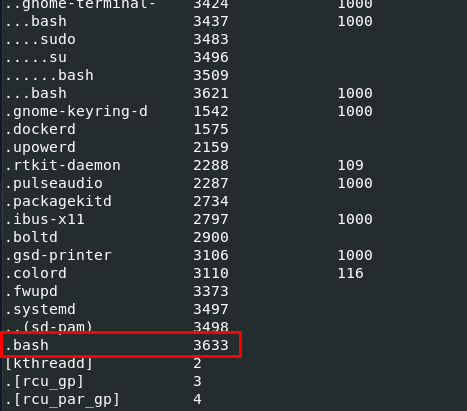 ..gnome-terminal- 3424 1000
...bash 3437 1000
....sudo 3483
.....su 3496
......bash 3509
...bash 3621 1000
.gnome-keyring-d 1542 1000
.dockerd 1575
.upowerd 2159
.rtkit-daemon 2288 109
.pulseaudio 2287 1000
.packagekitd 2734
.ibus-x11 2797 1000
.boltd 2900
.gsd-printer 3106 1000
.colord 3110 116
.fwupd 3373
.systemd 3497
..(sd-pam) 3498
.bash 3633
[kthreadd] 2
.[rcu_gp] 3
.[rcu_par_gp] 4